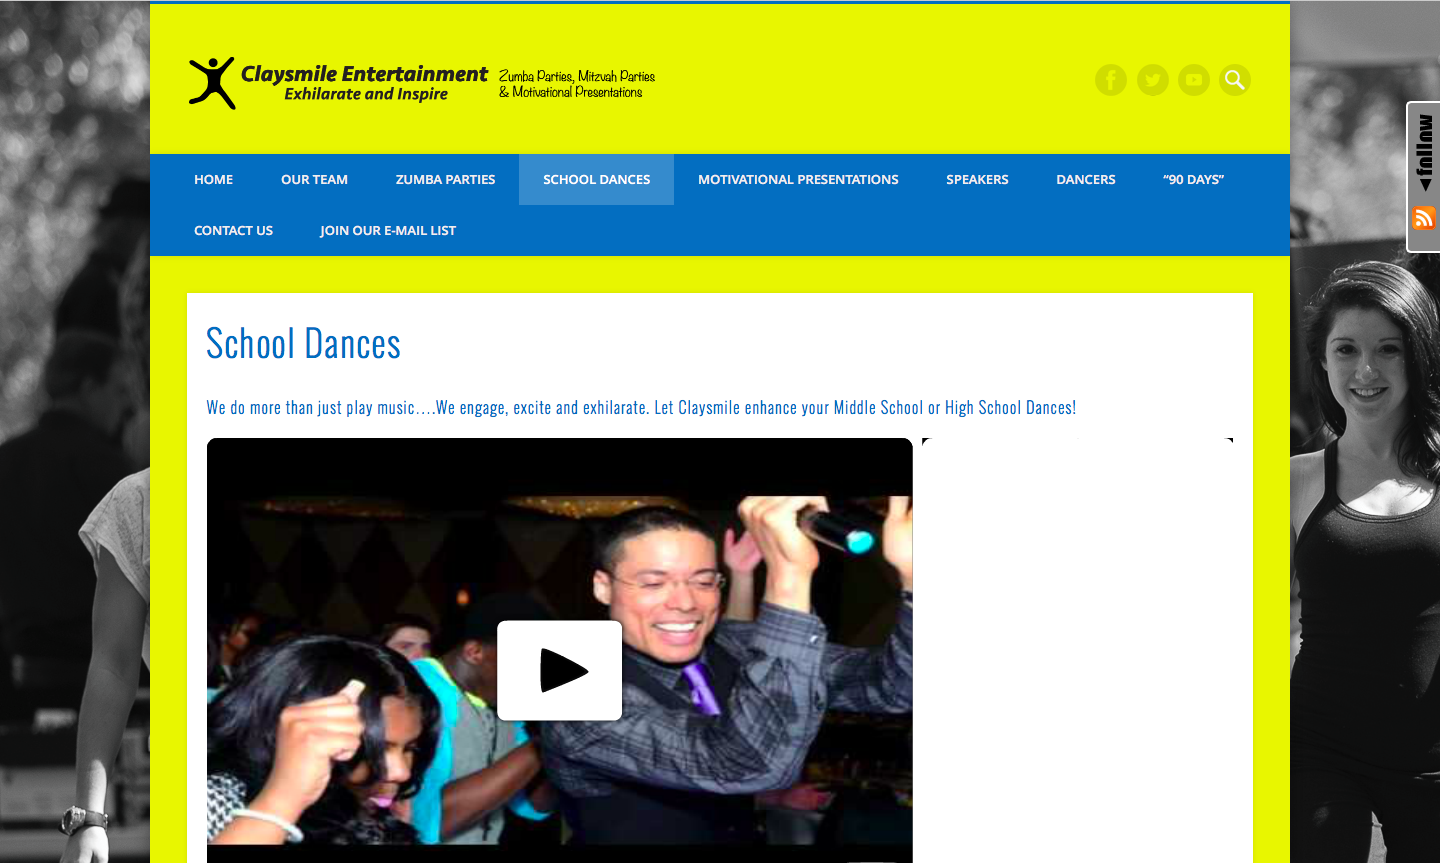 Claysmile Entertainment
Exhilarate and Inspire
Zumba Parties, Mitzvah Parties
& Motivational Presentations
follow
HOME OUR TEAM ZUMBA PARTIES SCHOOL DANCES MOTIVATIONAL PRESENTATIONS SPEAKERS DANCERS “90 DAYS”
CONTACT US JOIN OUR E-MAIL LIST
School Dances
We do more than just play music….We engage, excite and exhilarate. Let Claysmile enhance your Middle School or High School Dances!